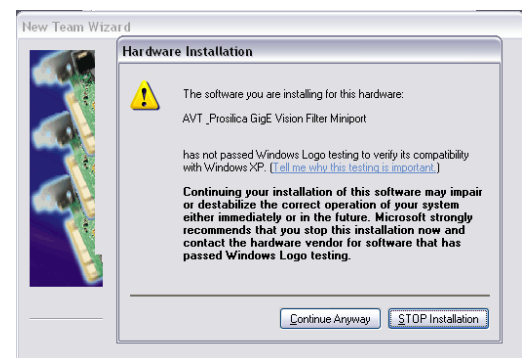 New Team Wizard
Hardware Installation
The software you are installing for this hardware:
AVT _Prosilica GigE Vision Filter Miniport
has not passed Windows Logo testing to verify its compatibility
with Windows XP. (Tell me why this testing is important.)
Continuing your installation of this software may impair
or destabilize the correct operation of your system
either immediately or in the future. Microsoft strongly
recommends that you stop this installation now and
contact the hardware vendor for software that has
passed Windows Logo testing.
Continue Anyway
STOP Installation